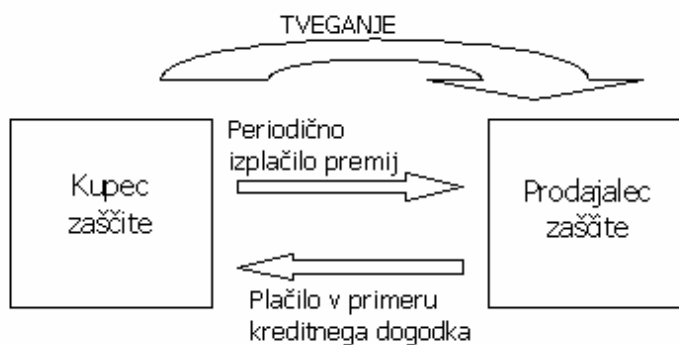 TVEGANJE
Periodično
izplačilo premij
Kupec
zaščite
Prodajalec
zaščite
Plačilo v primeru
kreditnega dogodka